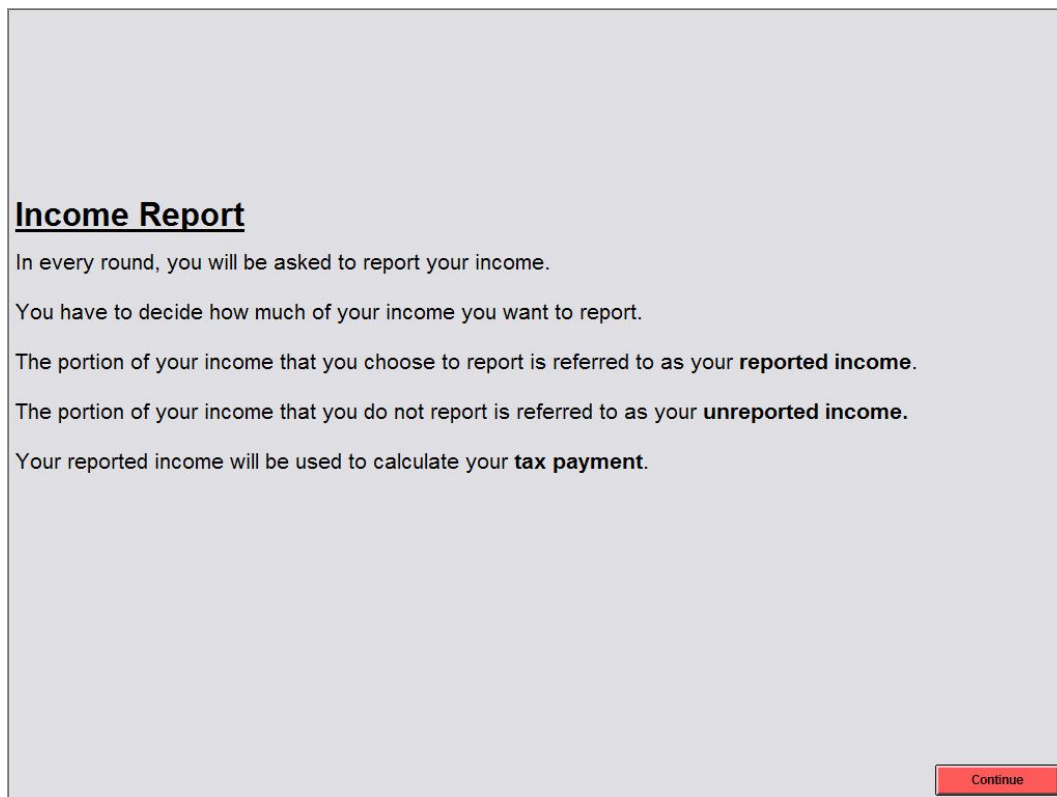 Income Report
In every round, you will be asked to report your income.
You have to decide how much of your income you want to report.
The portion of your income that you choose to report is referred to as your reported income.
The portion of your income that you do not report is referred to as your unreported income.
Your reported income will be used to calculate your tax payment.
Continue